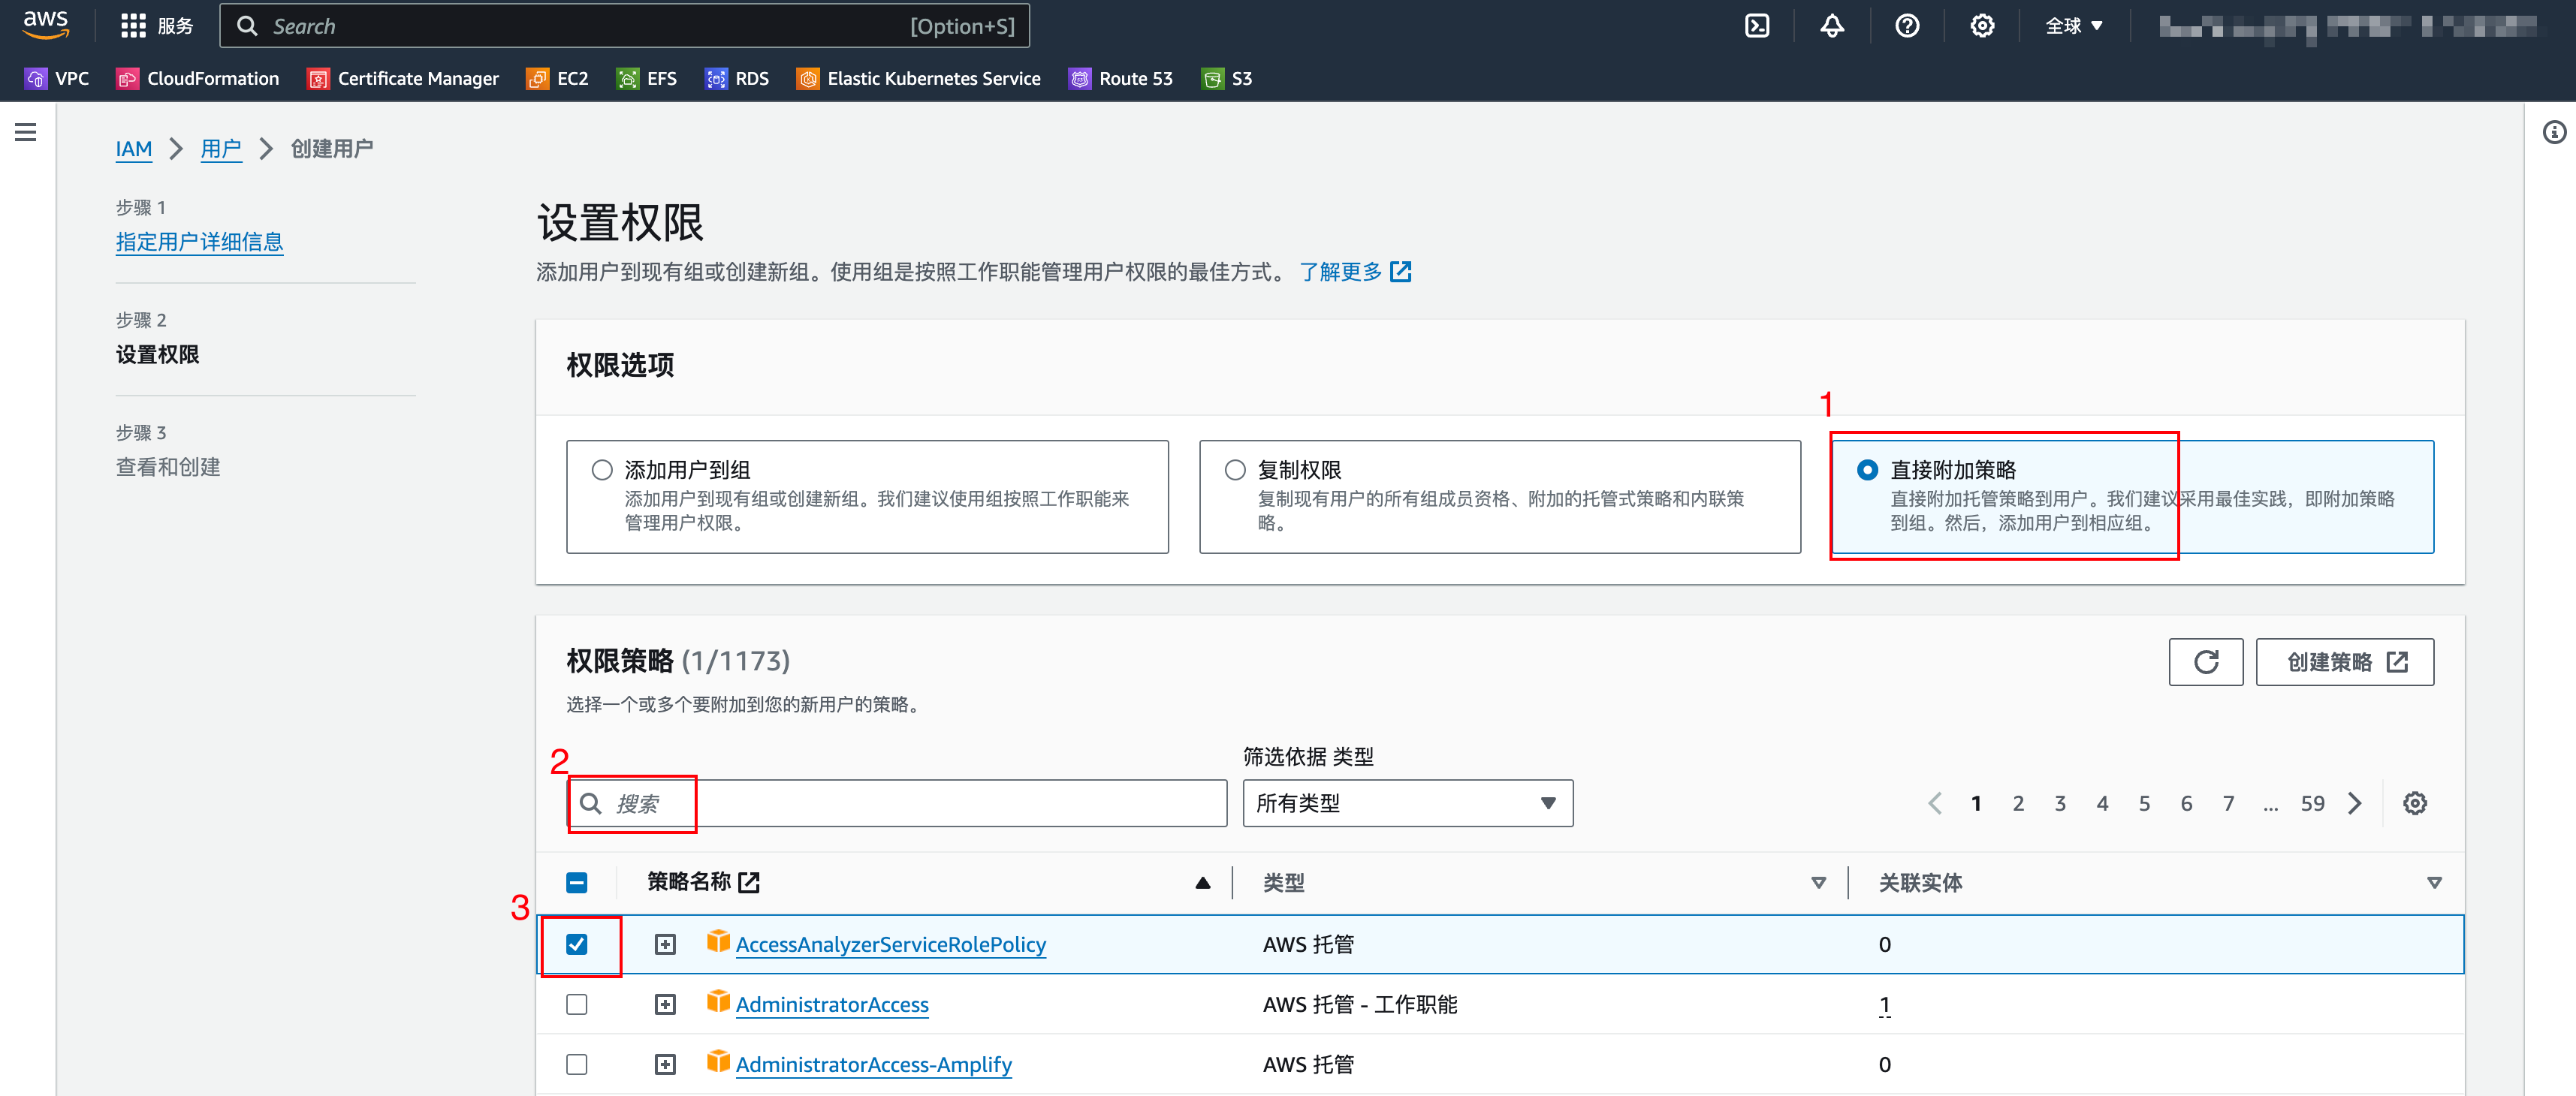 aws
服务
Search
[Option+S]
全球
VPC
CloudFormation
Certificate Manager
EC2
EFS
RDS
Elastic Kubernetes Service
Route 53
S3
IAM
用户
创建用户
步骤 1
指定用户详细信息
步骤 2
设置权限
步骤 3
查看和创建
设置权限
添加用户到现有组或创建新组。使用组是按照工作职能管理用户权限的最佳方式。 了解更多
权限选项
1
添加用户到组
添加用户到现有组或创建新组。我们建议使用组按照工作职能来
管理用户权限。
复制权限
复制现有用户的所有组成员资格、附加的托管式策略和内联策
略。
直接附加策略
直接附加托管策略到用户。我们建议采用最佳实践，即附加策略
到组。然后，添加用户到相应组。
权限策略 (1/1173)
选择一个或多个要附加到您的新用户的策略。
创建策略
2
搜索
筛选依据 类型
所有类型
1 2 3 4 5 6 7 ... 59
策略名称
类型
关联实体
3
AccessAnalyzerServiceRolePolicy
AWS 托管
0
AdministratorAccess
AWS 托管 - 工作职能
1
AdministratorAccess-Amplify
AWS 托管
0